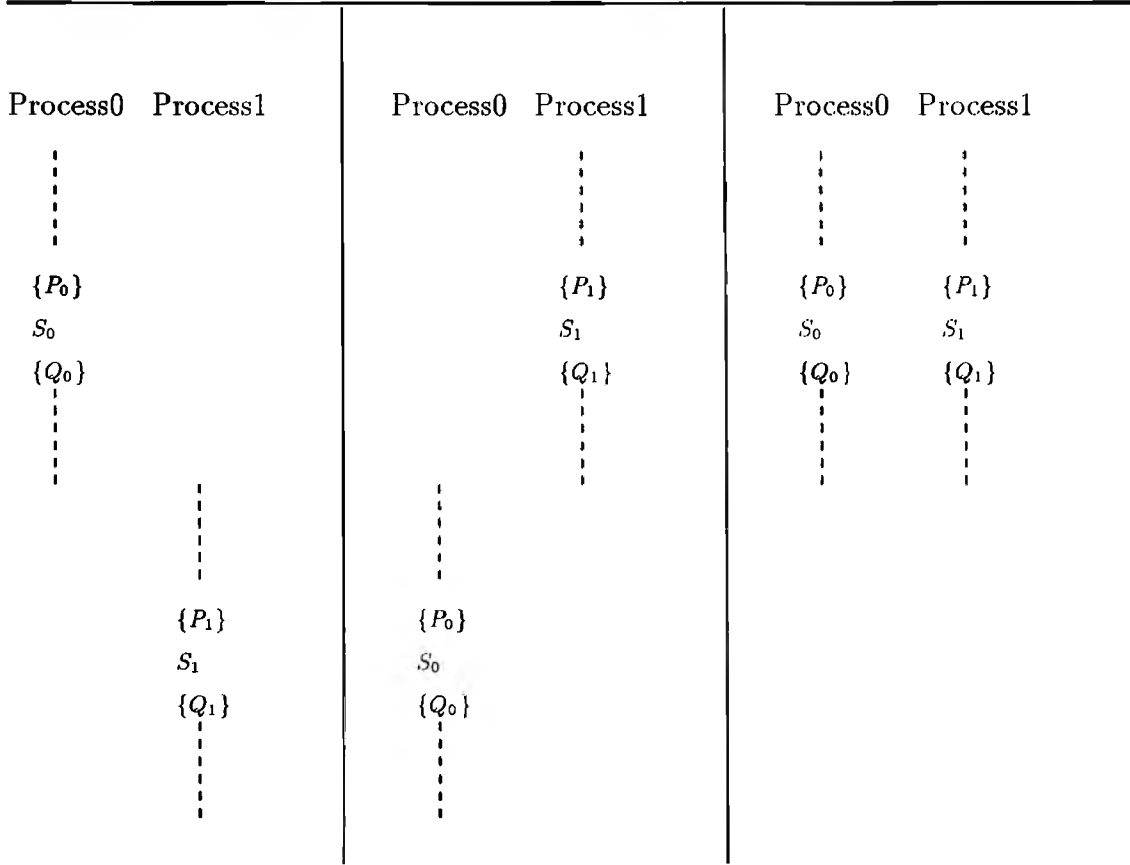 Process0 Process1
{P₀}
S₀
{Q₀}
{P₁}
S₁
{Q₁}
Process0 Process1
{P₁}
S₁
{Q₁}
{P₀}
S₀
{Q₀}
Process0 Process1
{P₀} {P₁}
S₀ S₁
{Q₀} {Q₁}